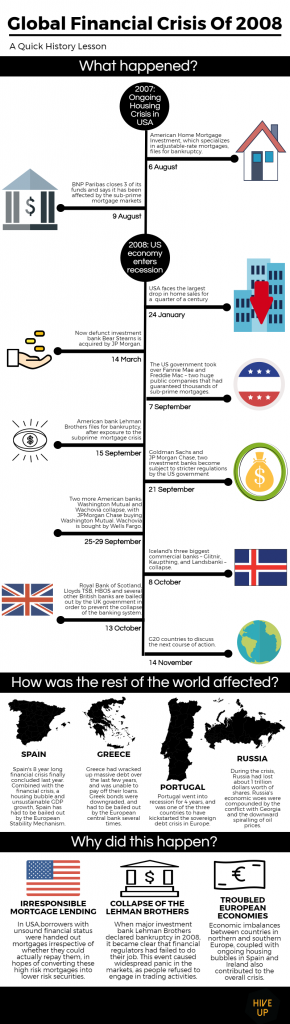 Global Financial Crisis Of 2008
A Quick History Lesson
What happened?
2007:
Ongoing
Housing
Crisis in
USA
American Home Mortgage
Investment, which specializes
in adjustable-rate mortgages,
files for bankruptcy.
6 August
BNP Paribas closes 3 of its
funds and says it has been
affected by the sub-prime
mortgage markets
9 August
2008: US
economy
enters
recession
USA faces the largest
drop in home sales for
a quarter of a century
24 January
Now defunct investment
bank Bear Stearns is
acquired by JP Morgan.
14 March
The US government took
over Fannie Mae and
Freddie Mac – two huge
public companies that had
guaranteed thousands of
sub-prime mortgages.
7 September
American bank Lehman
Brothers files for bankruptcy,
after exposure to the
subprime mortgage crisis
15 September
Goldman Sachs and
JP Morgan Chase, two
investment banks become
subject to stricter regulations
by the US government
21 September
Two more American banks,
Washington Mutual and
Wachovia collapse, with
JPMorgan Chase buying
Washington Mutual. Wachovia
is bought by Wells Fargo.
25-29 September
Iceland's three biggest
commercial banks – Glitnir,
Kaupthing, and Landsbanki –
collapse.
8 October
Royal Bank of Scotland,
Lloyds TSB, HBOS and several
other British banks are bailed
out by the UK government in
order to prevent the collapse
of the banking system.
13 October
G20 countries to discuss
the next course of action.
14 November
How was the rest of the world affected?
SPAIN
Spain's 8 year long
financial crisis finally
concluded last year.
Combined with the
financial crisis, a
housing bubble and
unsustainable GDP
growth, Spain has
had to be bailed out
by the European
Stability Mechanism.
GREECE
Greece had wracked
up massive debt over
the last few years,
and was unable to
pay off their loans.
Greek bonds were
downgraded, and had
to be bailed out by
the European
central bank several
times.
PORTUGAL
Portugal went into
recession for 4 years, and
was one of the three
countries to have
kickstarted the sovereign
debt crisis in Europe.
RUSSIA
During the crisis,
Russia had lost
about 1 trillion
dollars worth of
shares. Russia's
economic woes were
compounded by the
conflict with Georgia
and the downward
spiralling of oil
prices.
Why did this happen?
IRRESPONSIBLE
MORTGAGE LENDING
In USA,borrowers with
unsound financial status
were handed out
mortgages irrespective of
whether they could
actually repay them, in
hopes of converting these
high risk mortgages into
lower risk securities.
COLLAPSE OF THE
LEHMAN BROTHERS
When major investment
bank Lehman Brothers
declared bankruptcy in 2008,
it became clear that financial
regulators had failed to do
their job. This event caused
widespread panic in the
markets, as people refused to
engage in trading activities.
TROUBLED
EUROPEAN
ECONOMIES
Economic imbalances
between countries in
northern and southern
Europe, coupled with
ongoing housing
bubbles in Spain and
Ireland also
contributed to the
overall crisis.
HIVE
UP